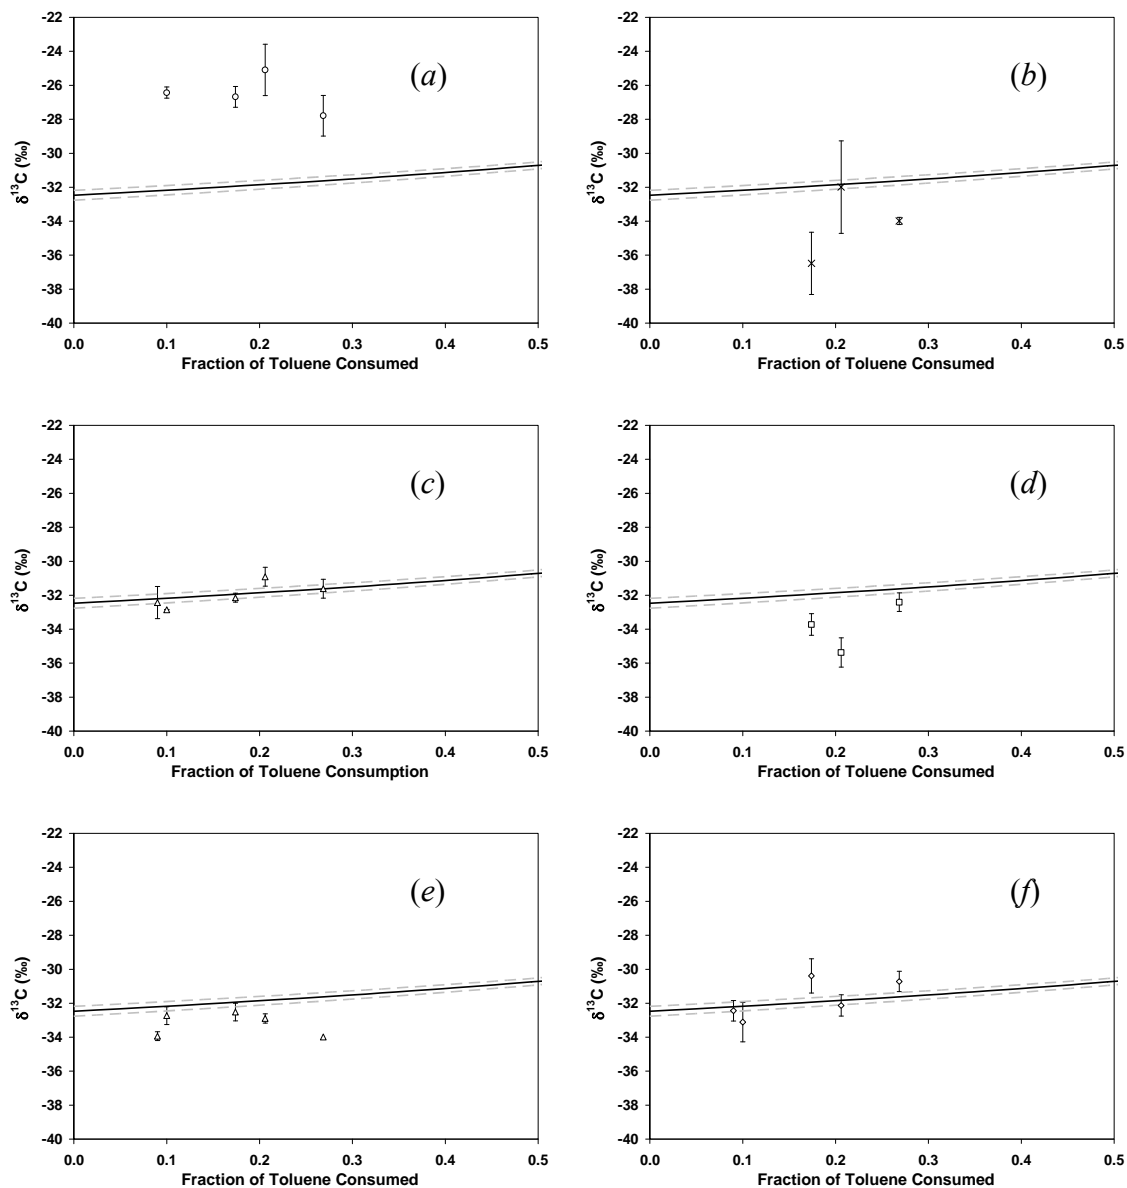 -22
-24
-26
-28
-30
-32
-34
-36
-38
-40
δ¹³C (‰)
(a)
0.0 0.1 0.2 0.3 0.4 0.5
Fraction of Toluene Consumed
-22
-24
-26
-28
-30
-32
-34
-36
-38
-40
δ¹³C (‰)
(b)
0.0 0.1 0.2 0.3 0.4 0.5
Fraction of Toluene Consumed
-22
-24
-26
-28
-30
-32
-34
-36
-38
-40
δ¹³C (‰)
(c)
0.0 0.1 0.2 0.3 0.4 0.5
Fraction of Toluene Consumption
-22
-24
-26
-28
-30
-32
-34
-36
-38
-40
δ¹³C (‰)
(d)
0.0 0.1 0.2 0.3 0.4 0.5
Fraction of Toluene Consumed
-22
-24
-26
-28
-30
-32
-34
-36
-38
-40
δ¹³C (‰)
(e)
0.0 0.1 0.2 0.3 0.4 0.5
Fraction of Toluene Consumed
-22
-24
-26
-28
-30
-32
-34
-36
-38
-40
δ¹³C (‰)
(f)
0.0 0.1 0.2 0.3 0.4 0.5
Fraction of Toluene Consumed